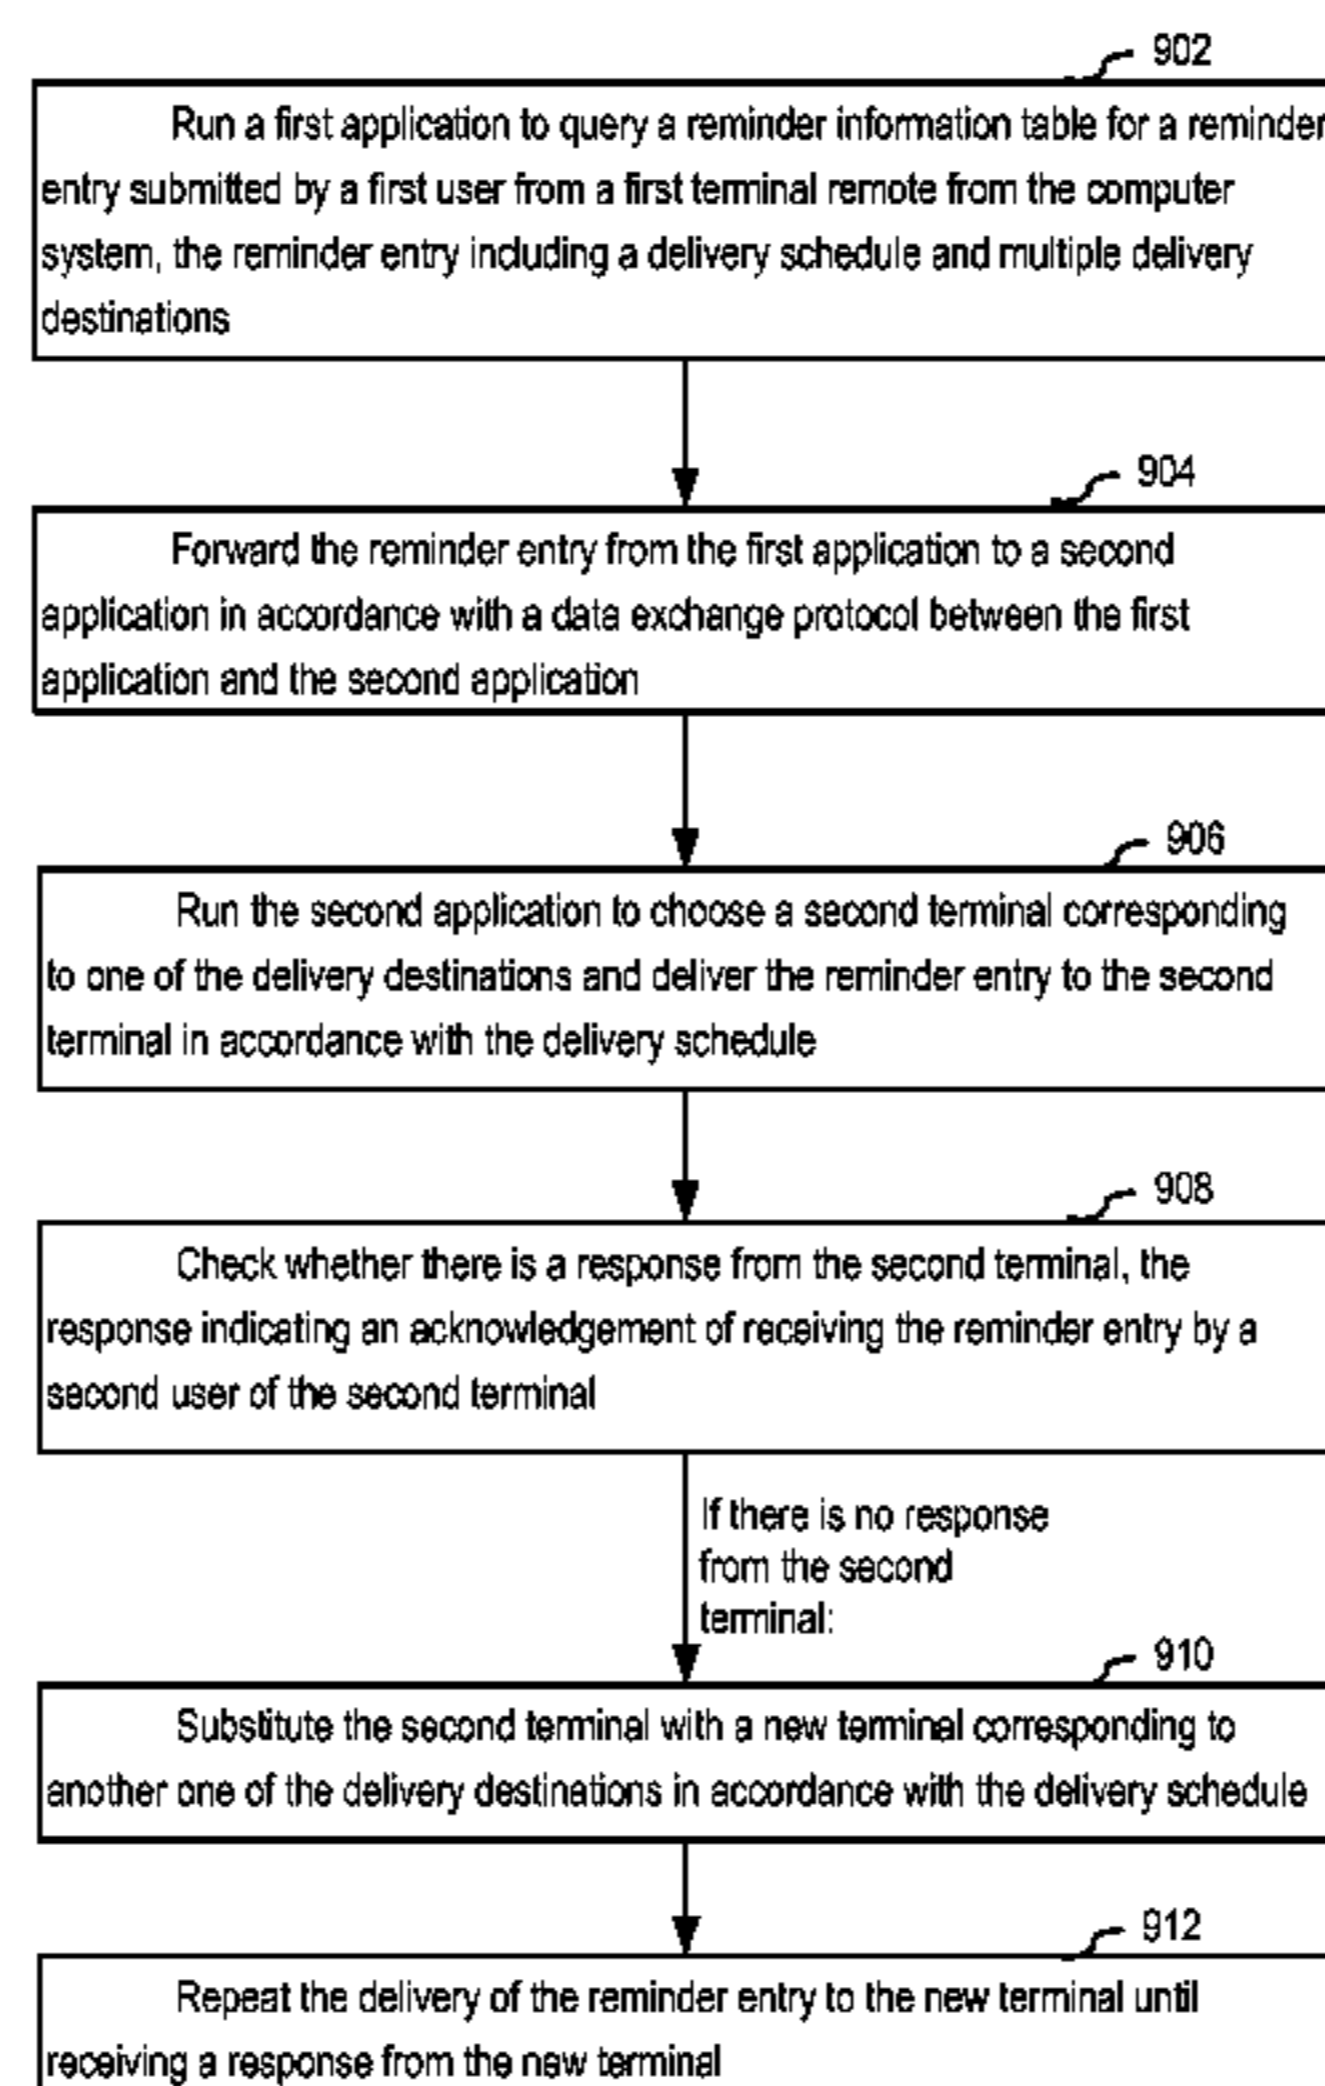 902
Run a first application to query a reminder information table for a reminder
entry submitted by a first user from a first terminal remote from the computer
system, the reminder entry including a delivery schedule and multiple delivery
destinations
904
Forward the reminder entry from the first application to a second
application in accordance with a data exchange protocol between the first
application and the second application
906
Run the second application to choose a second terminal corresponding
to one of the delivery destinations and deliver the reminder entry to the second
terminal in accordance with the delivery schedule
908
Check whether there is a response from the second terminal, the
response indicating an acknowledgement of receiving the reminder entry by a
second user of the second terminal
If there is no response
from the second
terminal:
910
Substitute the second terminal with a new terminal corresponding to
another one of the delivery destinations in accordance with the delivery schedule
912
Repeat the delivery of the reminder entry to the new terminal until
receiving a response from the new terminal